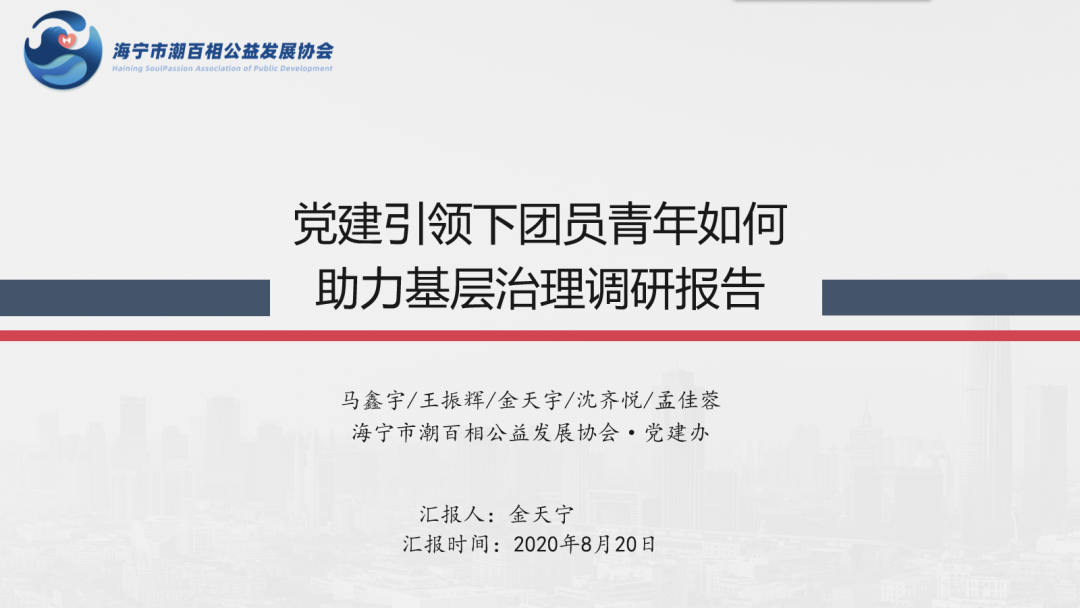 海宁市潮百相公益发展协会
Haining SoulPassion Association of Public Development
党建引领下团员青年如何
助力基层治理调研报告
马鑫宇/王振辉/金天宇/沈齐悦/孟佳蓉
海宁市潮百相公益发展协会·党建办
汇报人：金天宁
汇报时间：2020年8月20日